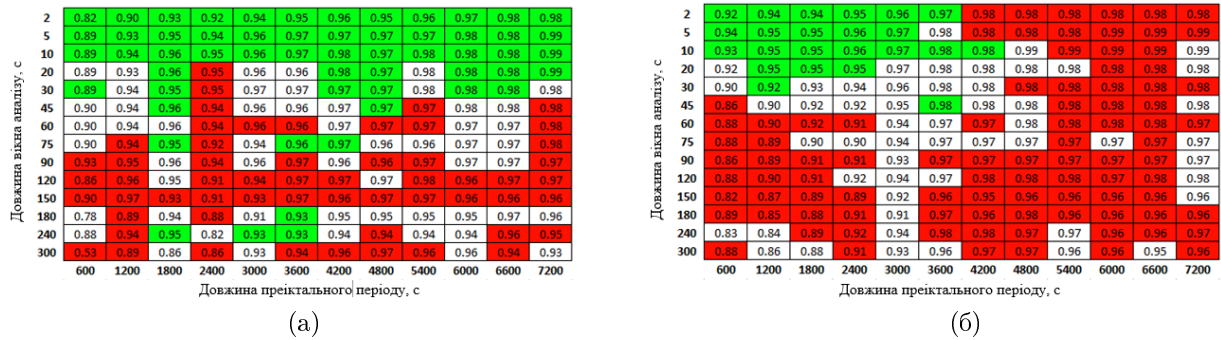 2 0.82 0.90 0.93 0.92 0.94 0.95 0.96 0.95 0.96 0.97 0.98 0.98
5 0.89 0.93 0.95 0.94 0.96 0.97 0.97 0.97 0.98 0.98 0.98 0.99
10 0.89 0.94 0.96 0.95 0.96 0.97 0.98 0.97 0.98 0.98 0.98 0.99
20 0.89 0.93 0.96 0.95 0.96 0.96 0.98 0.97 0.98 0.98 0.98 0.99
30 0.89 0.94 0.95 0.95 0.97 0.97 0.97 0.97 0.98 0.98 0.98 0.98
45 0.90 0.94 0.96 0.94 0.96 0.96 0.97 0.97 0.97 0.98 0.98 0.98
60 0.90 0.94 0.96 0.94 0.96 0.96 0.97 0.97 0.97 0.97 0.97 0.98
75 0.90 0.94 0.95 0.92 0.94 0.96 0.97 0.96 0.96 0.97 0.97 0.98
90 0.93 0.95 0.96 0.94 0.96 0.97 0.96 0.96 0.97 0.97 0.97 0.97
120 0.86 0.96 0.95 0.91 0.94 0.97 0.97 0.97 0.98 0.96 0.97 0.97
150 0.90 0.97 0.93 0.91 0.93 0.97 0.96 0.97 0.97 0.96 0.96 0.96
180 0.78 0.89 0.94 0.88 0.91 0.93 0.95 0.95 0.95 0.95 0.97 0.96
240 0.88 0.94 0.95 0.82 0.93 0.93 0.94 0.94 0.94 0.94 0.96 0.95
300 0.53 0.89 0.86 0.86 0.93 0.94 0.96 0.97 0.96 0.96 0.94 0.93
600 1200 1800 2400 3000 3600 4200 4800 5400 6000 6600 7200
Довжина вікна аналізу, с
Довжина преіктального періоду, с
(а)
2 0.92 0.94 0.94 0.95 0.96 0.97 0.98 0.98 0.98 0.98 0.98 0.98
5 0.94 0.95 0.95 0.96 0.97 0.98 0.98 0.98 0.98 0.99 0.99 0.99
10 0.93 0.95 0.95 0.96 0.97 0.98 0.98 0.99 0.99 0.99 0.99 0.99
20 0.92 0.95 0.95 0.95 0.97 0.98 0.98 0.98 0.98 0.98 0.98 0.99
30 0.90 0.92 0.93 0.94 0.96 0.98 0.98 0.98 0.98 0.98 0.98 0.98
45 0.86 0.90 0.92 0.92 0.95 0.98 0.98 0.98 0.98 0.98 0.98 0.98
60 0.88 0.90 0.92 0.91 0.94 0.97 0.97 0.98 0.98 0.98 0.98 0.97
75 0.88 0.89 0.90 0.90 0.94 0.97 0.97 0.97 0.97 0.97 0.97 0.97
90 0.86 0.89 0.91 0.91 0.93 0.97 0.97 0.97 0.97 0.97 0.97 0.97
120 0.88 0.90 0.91 0.92 0.94 0.97 0.98 0.98 0.98 0.98 0.97 0.98
150 0.82 0.87 0.89 0.89 0.92 0.96 0.95 0.96 0.96 0.96 0.96 0.96
180 0.89 0.85 0.88 0.91 0.91 0.97 0.96 0.98 0.96 0.96 0.96 0.96
240 0.83 0.84 0.89 0.92 0.94 0.98 0.98 0.97 0.97 0.96 0.96 0.97
300 0.88 0.86 0.89 0.91 0.93 0.96 0.97 0.97 0.96 0.96 0.95 0.96
600 1200 1800 2400 3000 3600 4200 4800 5400 6000 6600 7200
Довжина вікна аналізу, с
Довжина преіктального періоду, с
(б)